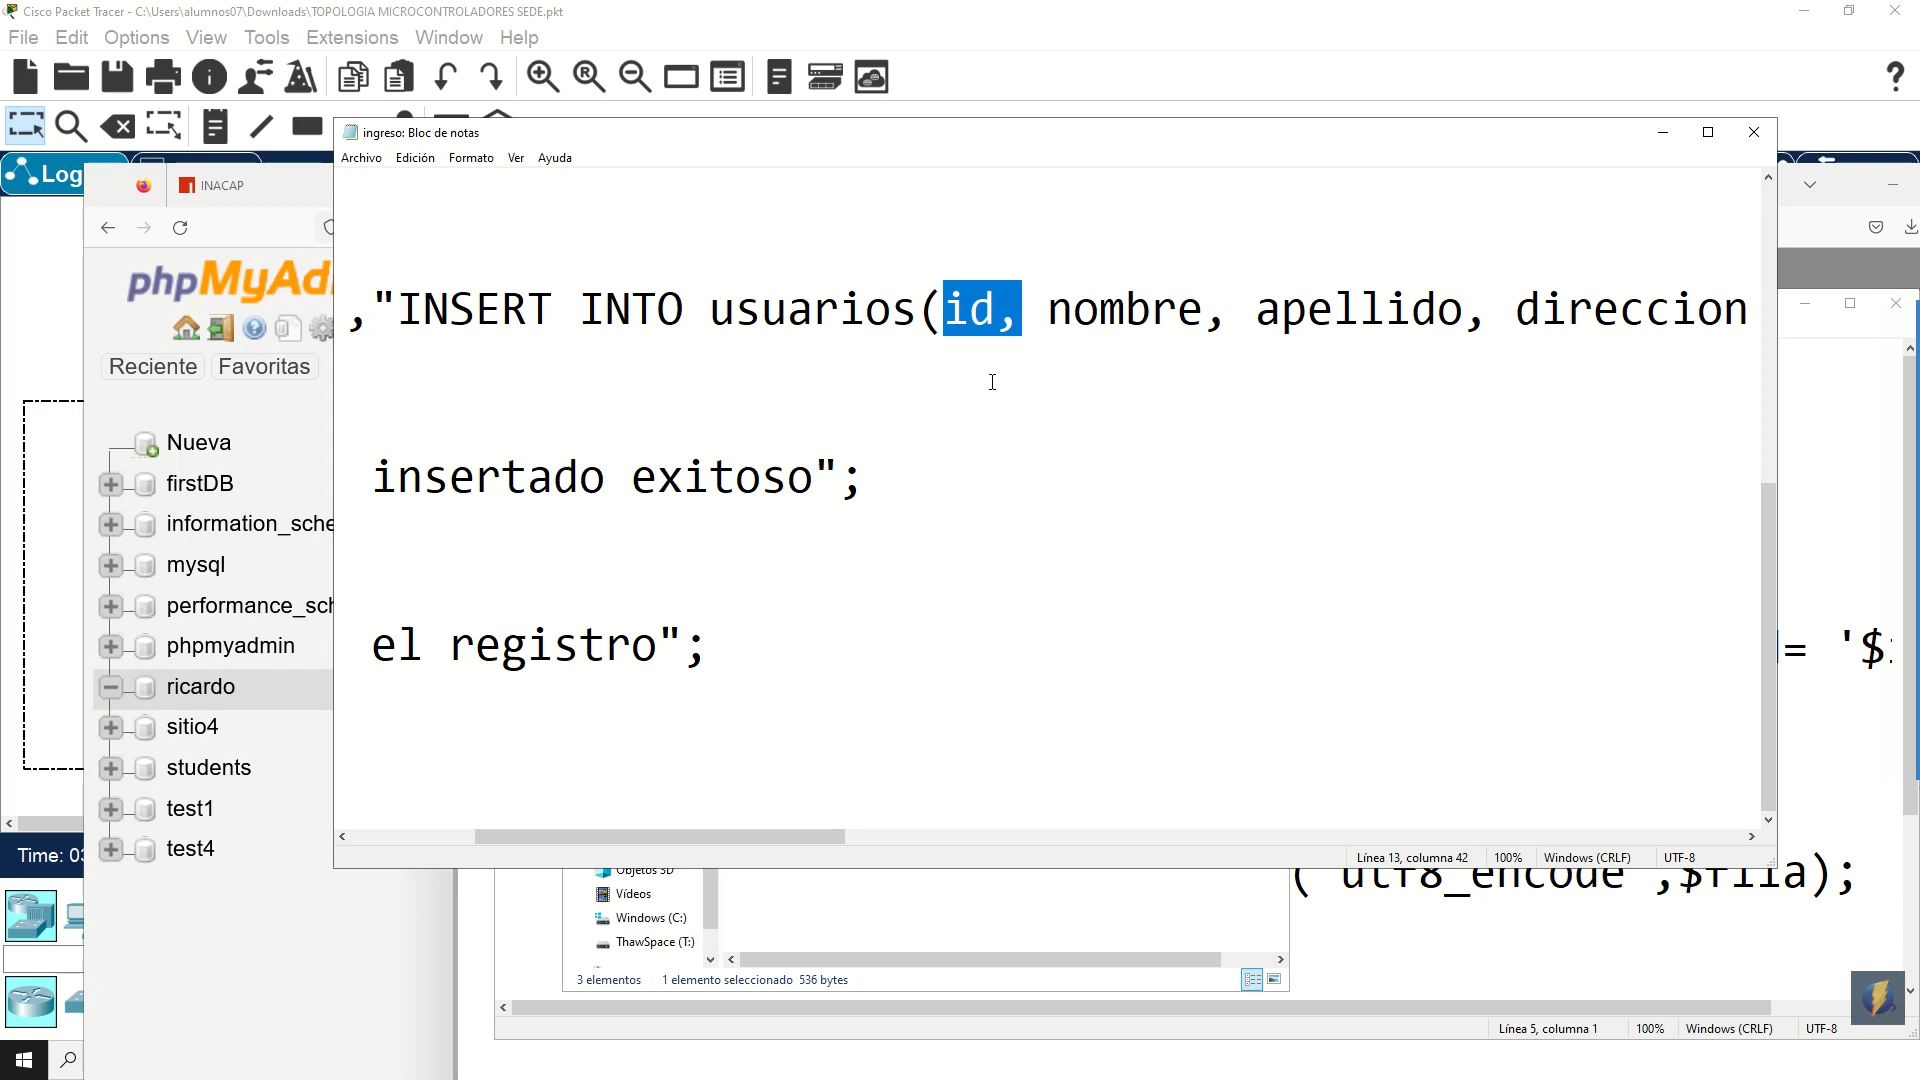 Cisco Packet Tracer - C:\Users\alumnos07\Downloads\TOPOLOGIA MICROCONTROLADORES SEDE.pkt
File Edit Options View Tools Extensions Window Help
ingreso: Bloc de notas
Archivo Edición Formato Ver Ayuda
Log
INACAP
phpMyAd
,"INSERT INTO usuarios(id, nombre, apellido, direccion
Reciente Favoritas
Nueva
insertado exitoso";
firstDB
information_sche
mysql
performance_sch
phpmyadmin
el registro";
= '$
ricardo
sitio4
students
test1
test4
Línea 13, columna 42 100% Windows (CRLF) UTF-8
Time: 03
Objetos 3D
("utf8_encode",$fila);
Vídeos
Windows (C:)
ThawSpace (T:)
3 elementos 1 elemento seleccionado 536 bytes
Línea 5, columna 1 100% Windows (CRLF) UTF-8